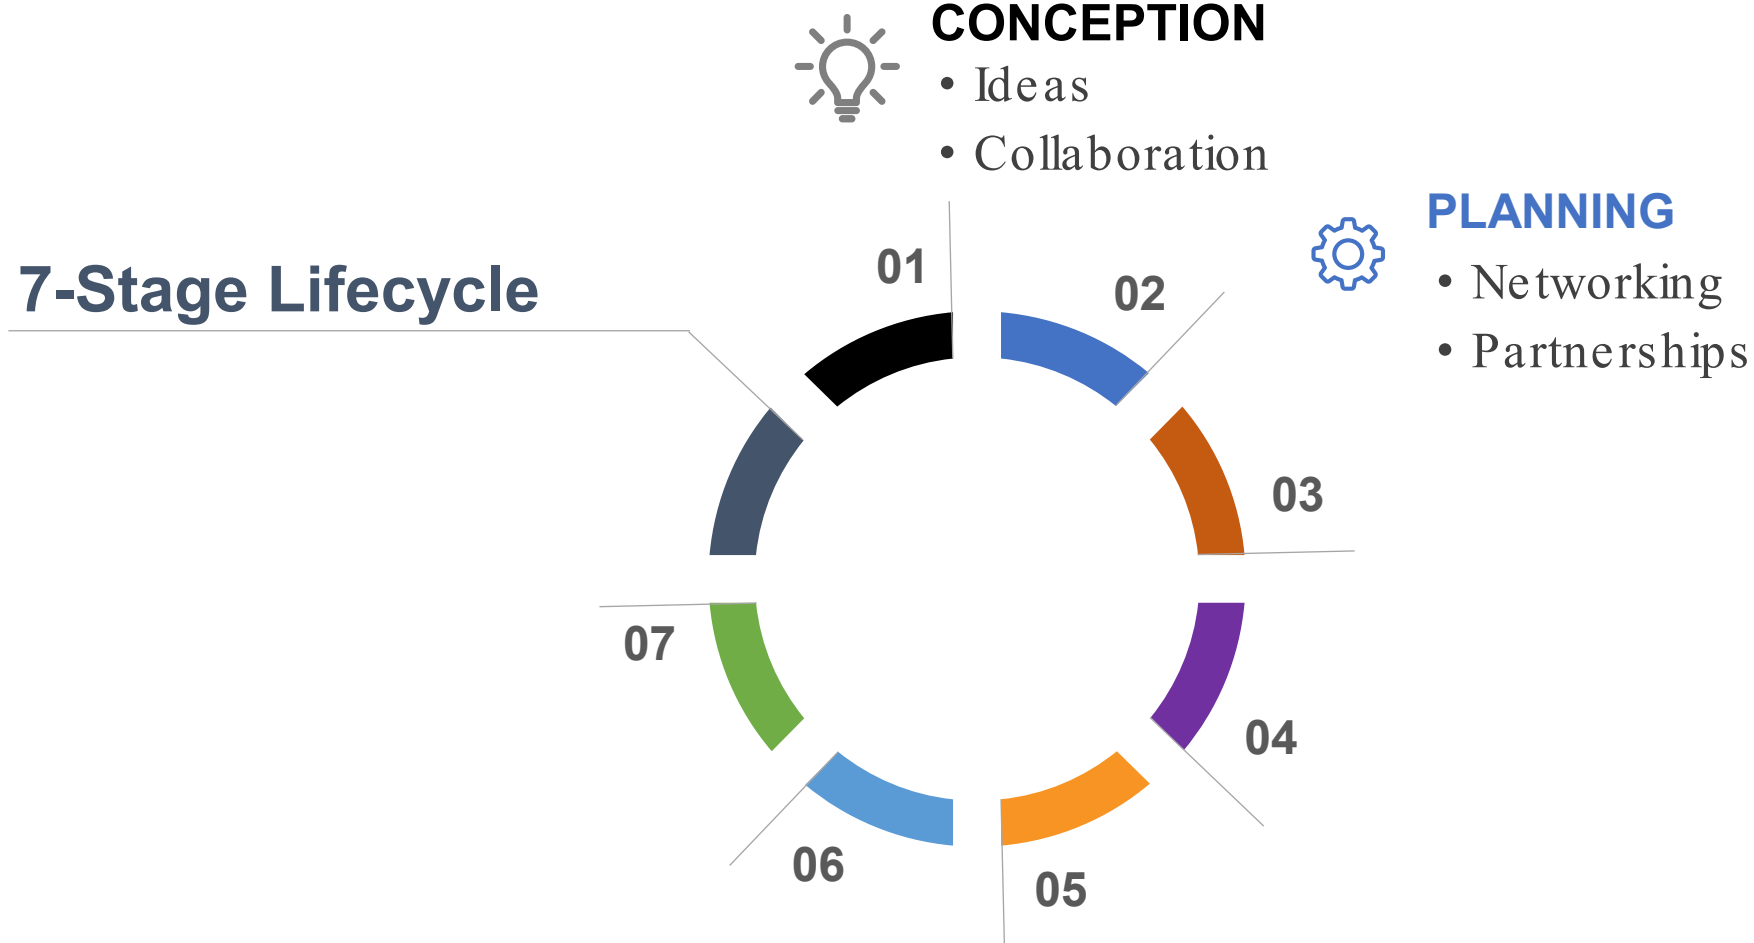 CONCEPTION
• Ideas
• Collaboration
PLANNING
• Networking
• Partnerships
7-Stage Lifecycle
01
02
03
04
05
06
07